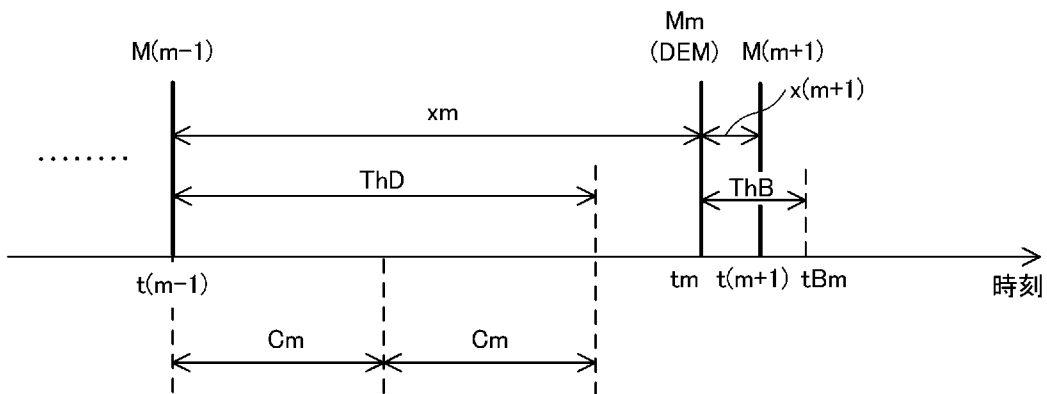 Mm
M(m-1)
(DEM)
M(m+1)
x(m+1)
xm
........
ThD
ThB
t(m-1)
tm
t(m+1)
tBm
時刻
Cm
Cm